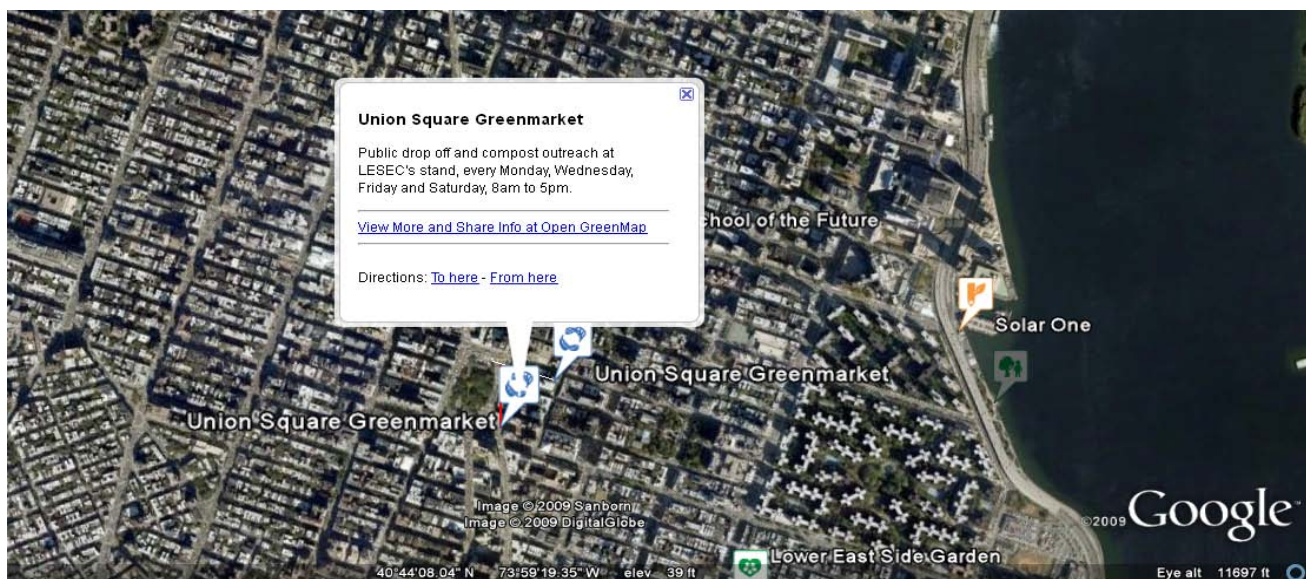 Union Square Greenmarket
Public drop off and compost outreach at
LESEC's stand, every Monday, Wednesday,
Friday and Saturday, 8am to 5pm.
View More and Share Info at Open GreenMap
Directions: To here - From here
chool of the Future
Solar One
Union Square Greenmarket
Union Square Greenmarket
Image © 2009 Sanborn
Image © 2009 DigitalGlobe
©2009 Google
Lower East Side Garden
40°44'08.04" N 73°59'19.35" W elev 39 ft Eye alt 11697 ft